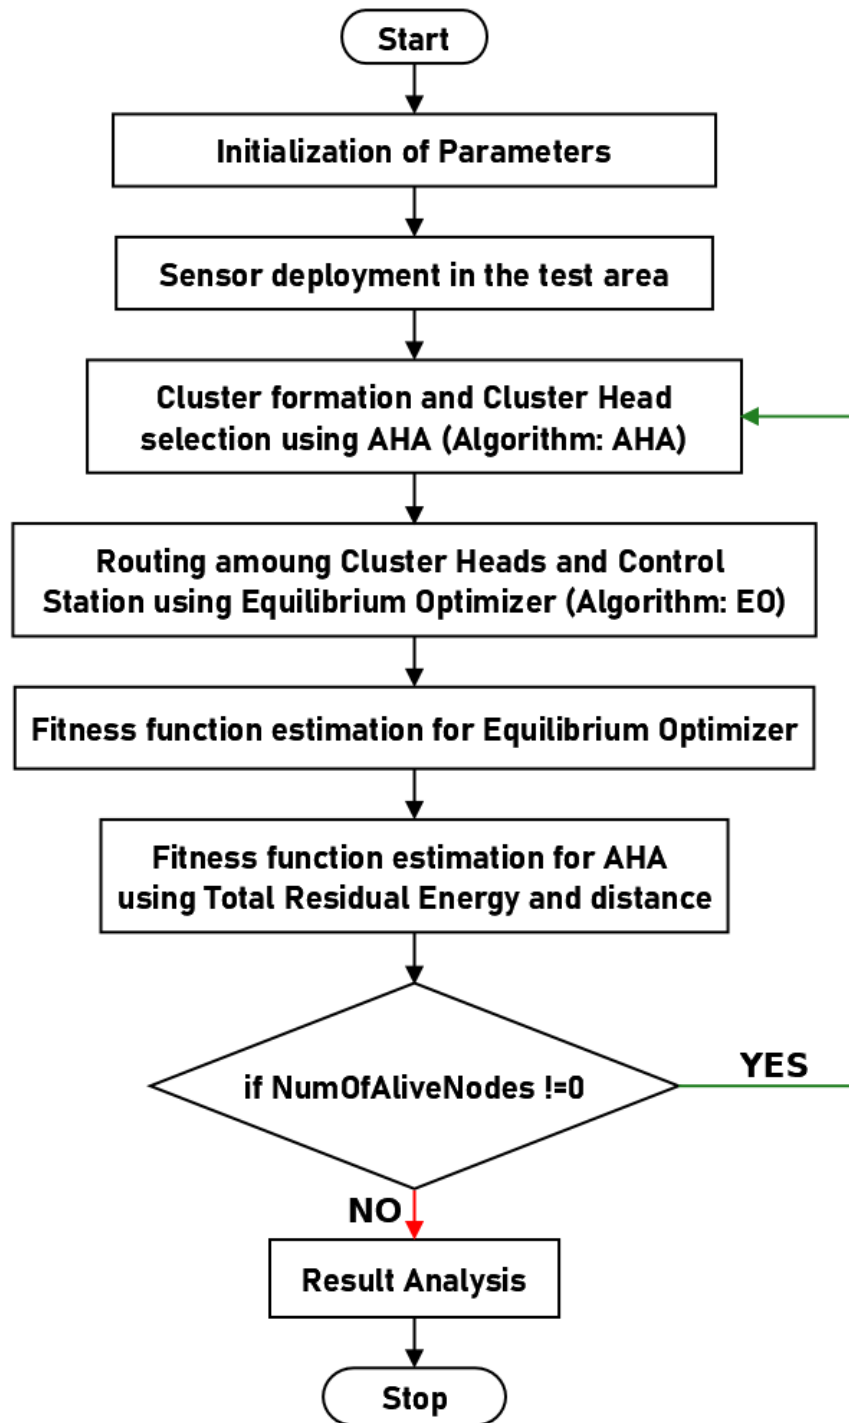 Start
Initialization of Parameters
Sensor deployment in the test area
Cluster formation and Cluster Head
selection using AHA (Algorithm: AHA)
Routing amoung Cluster Heads and Control
Station using Equilibrium Optimizer (Algorithm: EO)
Fitness function estimation for Equilibrium Optimizer
Fitness function estimation for AHA
using Total Residual Energy and distance
if NumOfAliveNodes !=0
YES
NO
Result Analysis
Stop